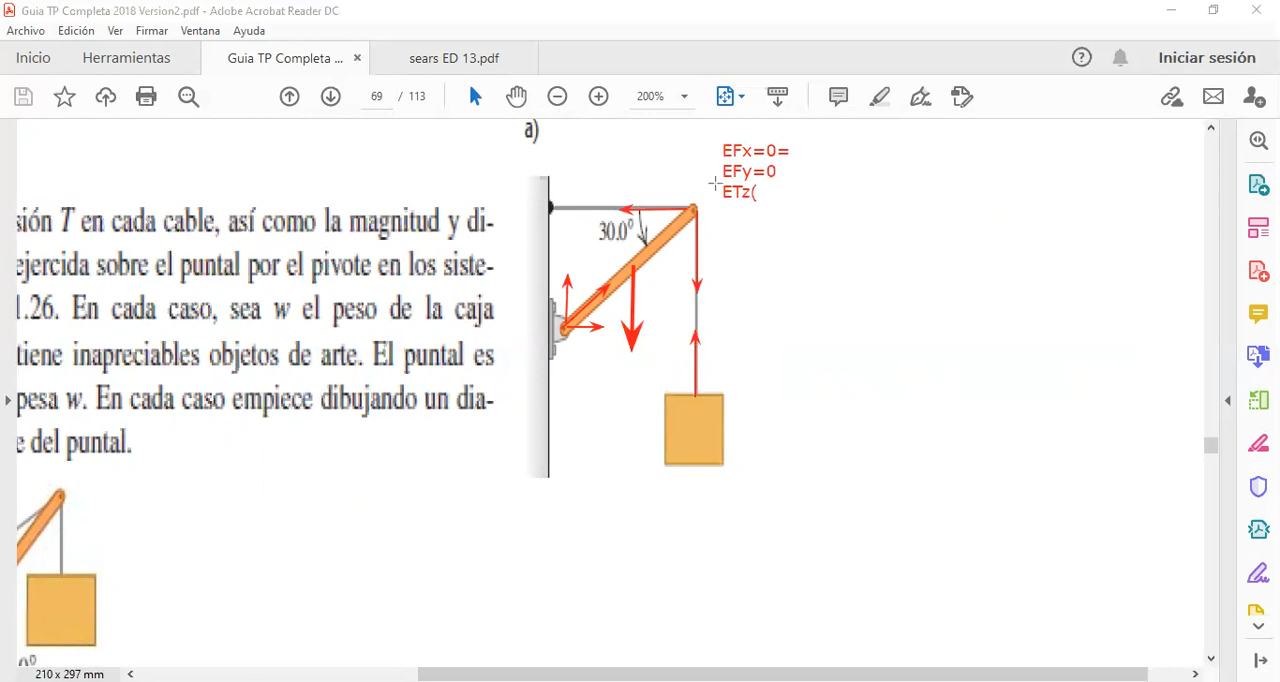 Guia TP Completa 2018 Version2.pdf - Adobe Acrobat Reader DC
Archivo Edición Ver Firmar Ventana Ayuda
Inicio Herramientas Guia TP Completa ... × sears ED 13.pdf Iniciar sesión
69 / 113 200%
a)
EFx=0=
EFy=0
ETz(
30.0°
sión T en cada cable, así como la magnitud y di-
ejercida sobre el puntal por el pivote en los siste-
1.26. En cada caso, sea w el peso de la caja
tiene inapreciables objetos de arte. El puntal es
pesa w. En cada caso empiece dibujando un dia-
e del puntal.
210 x 297 mm